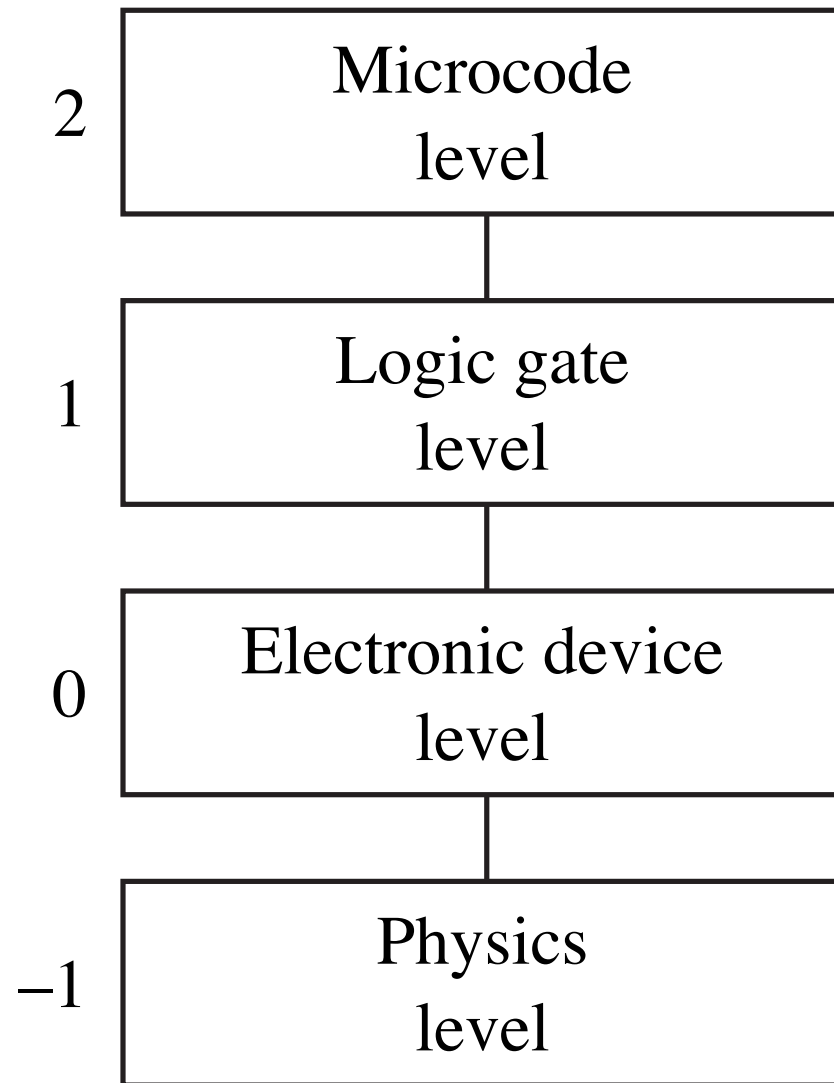 2
Microcode
level
1
Logic gate
level
0
Electronic device
level
–1
Physics
level